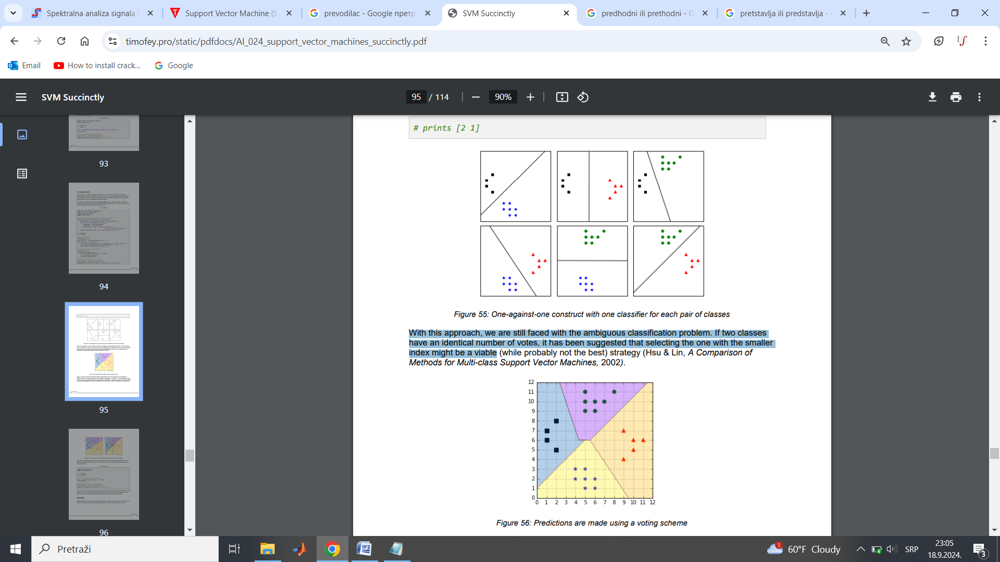 Spektralna analiza signala
Support Vector Machine (S
prevodilac - Google претр
SVM Succinctly
predhodni ili prethodni - G
pretstavlja ili predstavlja -
timofey.pro/static/pdfdocs/AI_024_support_vector_machines_succinctly.pdf
Email
How to install crack...
Google
SVM Succinctly
95 / 114
90%
93
94
95
96
# prints [2 1]
Figure 55: One-against-one construct with one classifier for each pair of classes
With this approach, we are still faced with the ambiguous classification problem. If two classes
have an identical number of votes, it has been suggested that selecting the one with the smaller
index might be a viable (while probably not the best) strategy (Hsu & Lin, A Comparison of
Methods for Multi-class Support Vector Machines, 2002).
12
11
10
9
8
7
6
5
4
3
2
1
0
0 1 2 3 4 5 6 7 8 9 10 11 12
Figure 56: Predictions are made using a voting scheme
Pretraži
1
60°F Cloudy
SRP
23:05
18.9.2024.
3